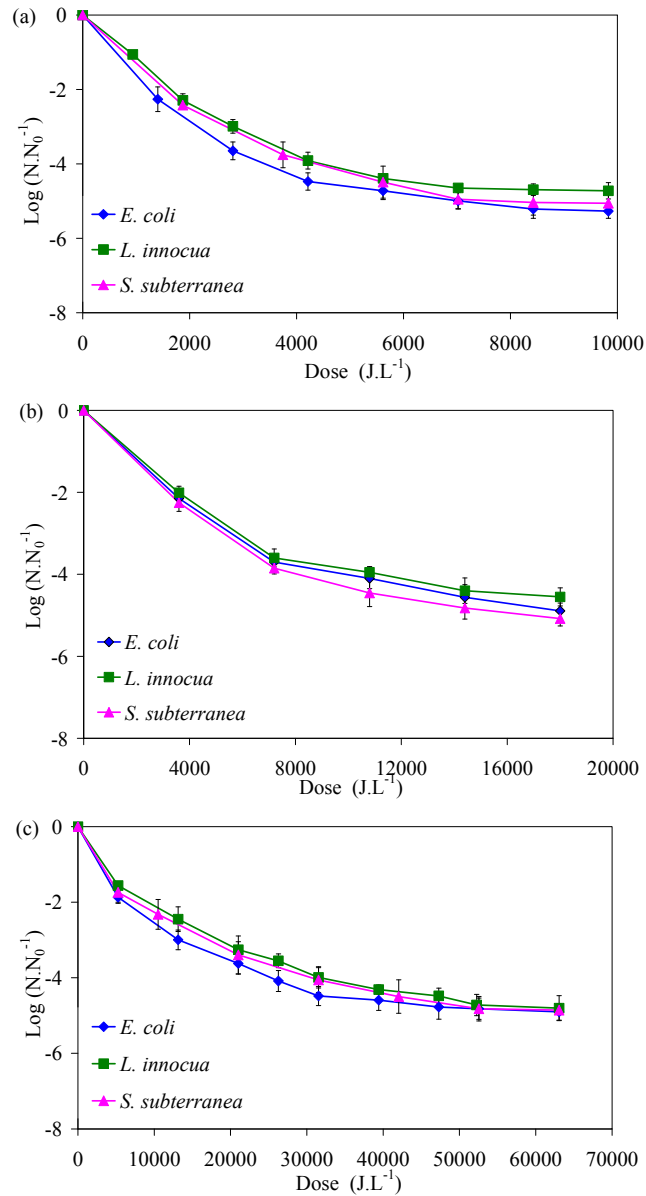 (a)
0
-2
-4
-6
-8
Log (N.N₀⁻¹)
E. coli
L. innocua
S. subterranea
0 2000 4000 6000 8000 10000
Dose (J.L⁻¹)
(b)
0
-2
-4
-6
-8
Log (N.N₀⁻¹)
E. coli
L. innocua
S. subterranea
0 4000 8000 12000 16000 20000
Dose (J.L⁻¹)
(c)
0
-2
-4
-6
-8
Log (N.N₀⁻¹)
E. coli
L. innocua
S. subterranea
0 10000 20000 30000 40000 50000 60000 70000
Dose (J.L⁻¹)